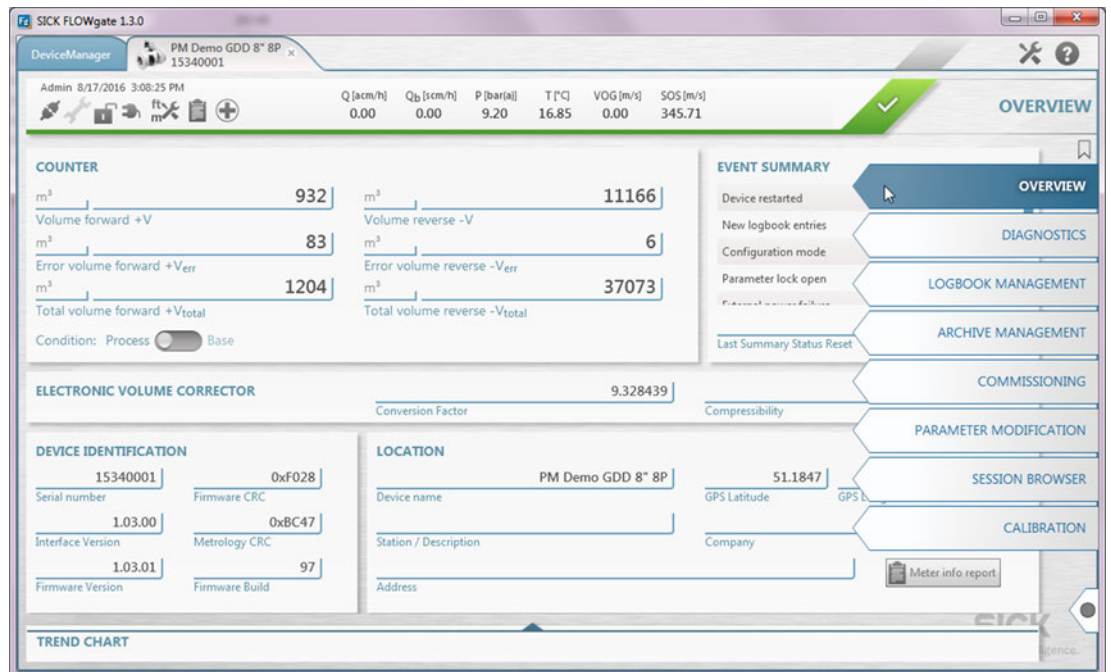 SICK FLOWgate 1.3.0
DeviceManager
PM Demo GDD 8" 8P
15340001
Admin 8/17/2016 3:08:25 PM
Q [acm/h] Qb [scm/h] P [bar(a)] T [°C] VOG [m/s] SOS [m/s]
0.00 0.00 9.20 16.85 0.00 345.71
OVERVIEW
COUNTER
m³ 932
Volume forward +V
m³ 83
Error volume forward +Verr
m³ 1204
Total volume forward +Vtotal
m³ 11166
Volume reverse -V
m³ 6
Error volume reverse -Verr
m³ 37073
Total volume reverse -Vtotal
Condition: Process Base
EVENT SUMMARY
Device restarted
New logbook entries
Configuration mode
Parameter lock open
External power failure
Last Summary Status Reset
OVERVIEW
DIAGNOSTICS
LOGBOOK MANAGEMENT
ARCHIVE MANAGEMENT
COMMISSIONING
PARAMETER MODIFICATION
SESSION BROWSER
CALIBRATION
ELECTRONIC VOLUME CORRECTOR
9.328439
Conversion Factor
Compressibility
DEVICE IDENTIFICATION
15340001 0xF028
Serial number Firmware CRC
1.03.00 0xBC47
Interface Version Metrology CRC
1.03.01 97
Firmware Version Firmware Build
LOCATION
PM Demo GDD 8" 8P 51.1847
Device name GPS Latitude GPS
Station / Description Company
Address
Meter info report
SICK
TREND CHART